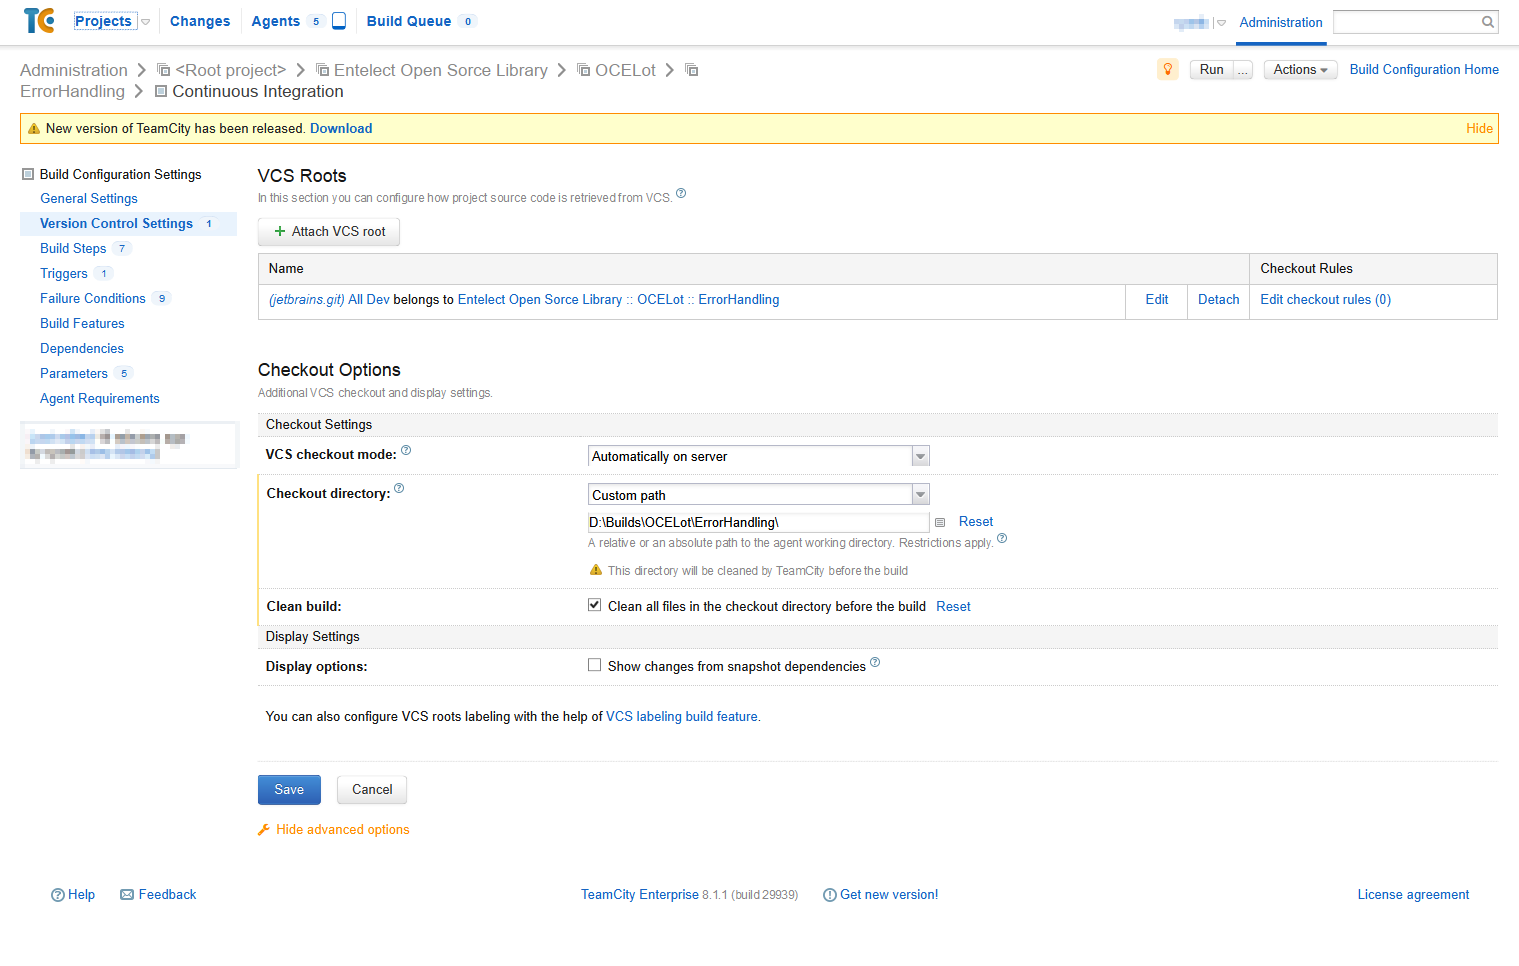 TC Projects Changes Agents 5 Build Queue 0 Administration
Administration <Root project> Entelect Open Sorce Library OCELot
ErrorHandling Continuous Integration
Run ... Actions Build Configuration Home
New version of TeamCity has been released. Download Hide
Build Configuration Settings
General Settings
Version Control Settings 1
Build Steps 7
Triggers 1
Failure Conditions 9
Build Features
Dependencies
Parameters 5
Agent Requirements
VCS Roots
In this section you can configure how project source code is retrieved from VCS. ?
+ Attach VCS root
Name Checkout Rules
(jetbrains.git) All Dev belongs to Entelect Open Sorce Library :: OCELot :: ErrorHandling Edit Detach Edit checkout rules (0)
Checkout Options
Additional VCS checkout and display settings.
Checkout Settings
VCS checkout mode: ? Automatically on server
Checkout directory: ? Custom path
D:\Builds\OCELot\ErrorHandling\ Reset
A relative or an absolute path to the agent working directory. Restrictions apply. ?
This directory will be cleaned by TeamCity before the build
Clean build: Clean all files in the checkout directory before the build Reset
Display Settings
Display options: Show changes from snapshot dependencies ?
You can also configure VCS roots labeling with the help of VCS labeling build feature.
Save Cancel
Hide advanced options
? Help Feedback TeamCity Enterprise 8.1.1 (build 29939) Get new version! License agreement